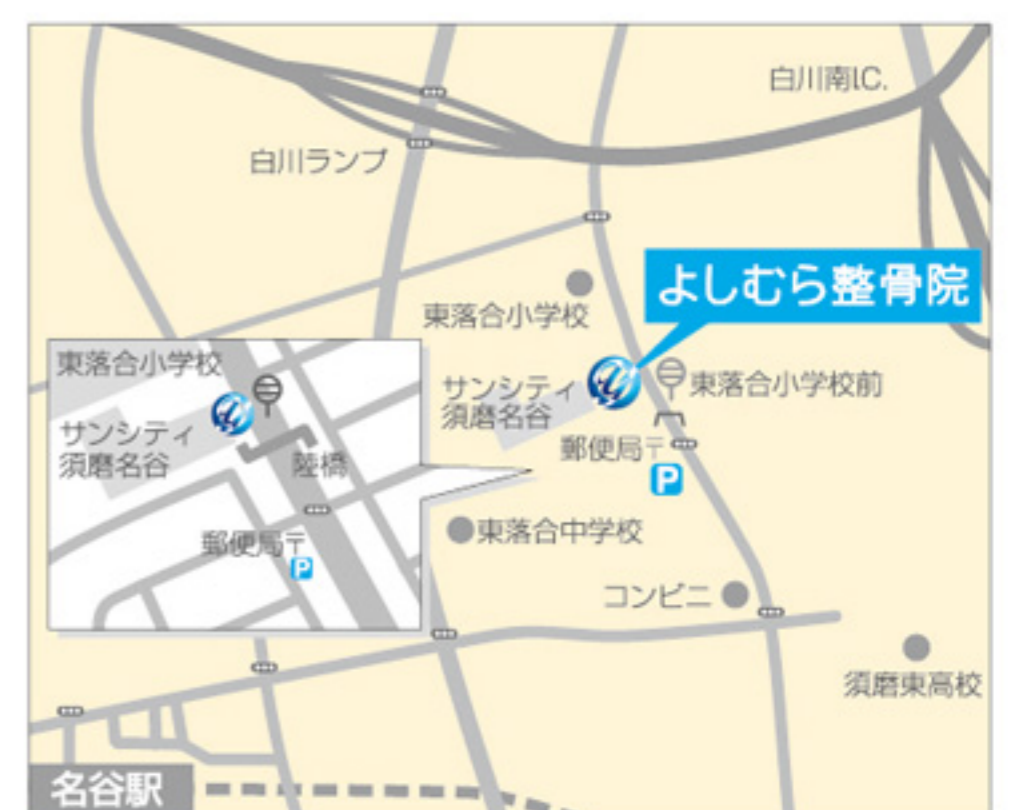 白川南IC.
白川ランプ
よしむら整骨院
東落合小学校
サンシティ
須磨名谷
東落合小学校前
郵便局〒
P
東落合中学校
コンビニ
須磨東高校
東落合小学校
サンシティ
須磨名谷
陸橋
郵便局〒
P
名谷駅